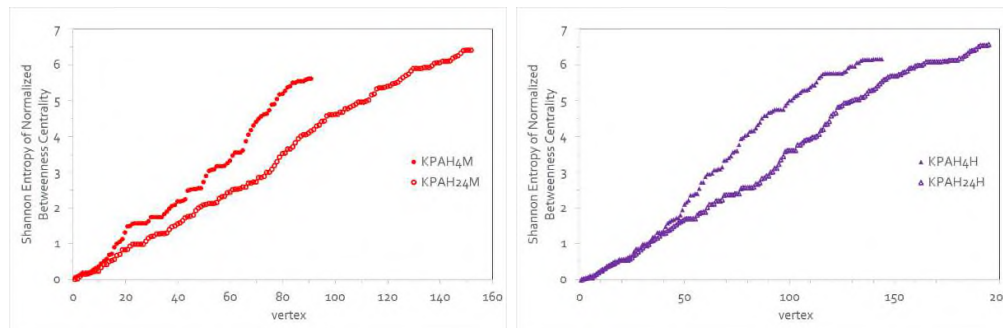 Shannon Entropy of Normalized
Betweenness Centrality
7
6
5
4
3
2
1
0
0 20 40 60 80 100 120 140 160
vertex
KPAH4M
KPAH24M
Shannon Entropy of Normalized
Betweenness Centrality
7
6
5
4
3
2
1
0
0 50 100 150 200
vertex
KPAH4H
KPAH24H